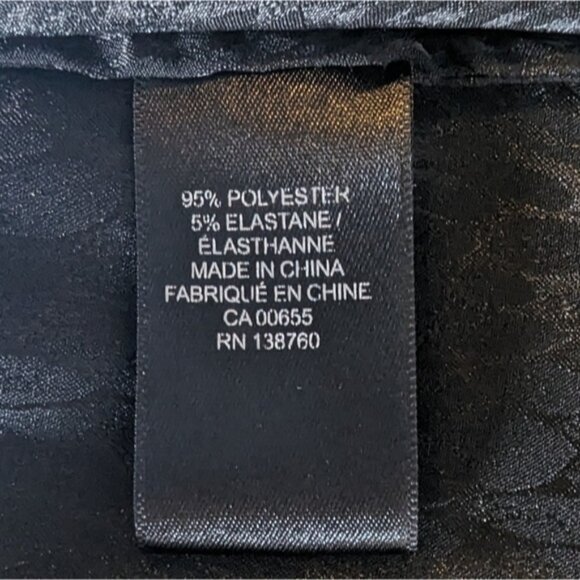 95% POLYESTER
5% ELASTANE /
ÉLASTHANNE
MADE IN CHINA
FABRIQUÉ EN CHINE
CA 00655
RN 138760